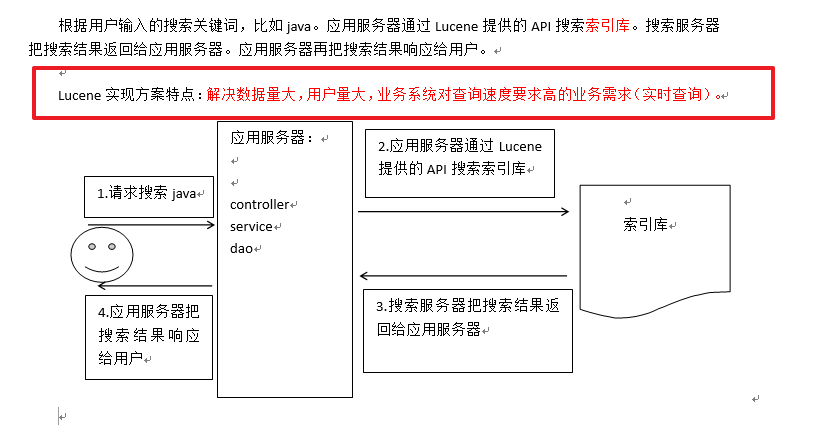 根据用户输入的搜索关键词，比如 java。应用服务器通过 Lucene 提供的 API 搜索索引库。搜索服务器
把搜索结果返回给应用服务器。应用服务器再把搜索结果响应给用户。
Lucene 实现方案特点：解决数据量大，用户量大，业务系统对查询速度要求高的业务需求（实时查询）。
应用服务器：
controller
service
dao
1.请求搜索 java
2.应用服务器通过 Lucene
提供的 API 搜索索引库
索引库
3.搜索服务器把搜索结果返
回给应用服务器
4.应用服务器把
搜索结果响应
给用户